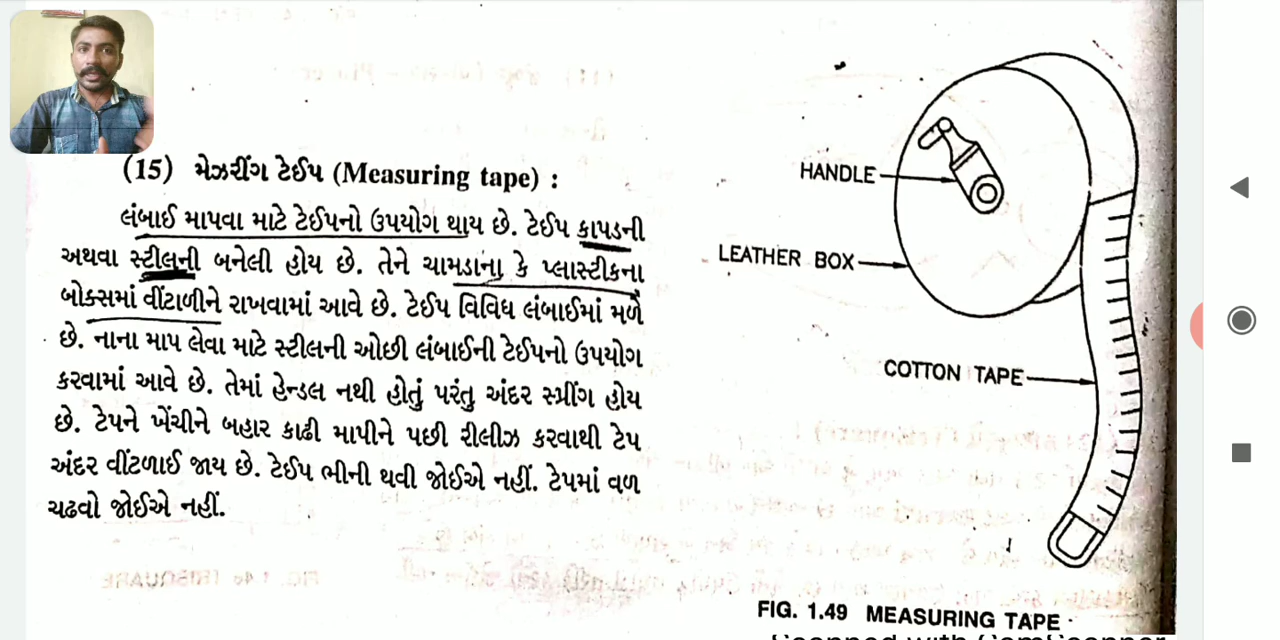 (15) મેઝરીંગ ટેઈપ (Measuring tape) :
લંબાઈ માપવા માટે ટેઈપનો ઉપયોગ થાય છે. ટેઈપ કાપડની
અથવા સ્ટીલની બનેલી હોય છે. તેને ચામડાના કે પ્લાસ્ટીકના
બોક્સમાં વીંટાળીને રાખવામાં આવે છે. ટેઈપ વિવિધ લંબાઈમાં મળે
છે. નાના માપ લેવા માટે સ્ટીલની ઓછી લંબાઈની ટેઈપનો ઉપયોગ
કરવામાં આવે છે. તેમાં હેન્ડલ નથી હોતું પરંતુ અંદર સ્પ્રીંગ હોય
છે. ટેપને ખેંચીને બહાર કાઢી માપીને પછી રીલીઝ કરવાથી ટેપ
અંદર વીંટળાઈ જાય છે. ટેઈપ ભીની થવી જોઈએ નહીં. ટેપમાં વળ
ચઢવો જોઈએ નહીં.
HANDLE
LEATHER BOX
COTTON TAPE
FIG. 1.49 MEASURING TAPE
Scanned with CamScanner